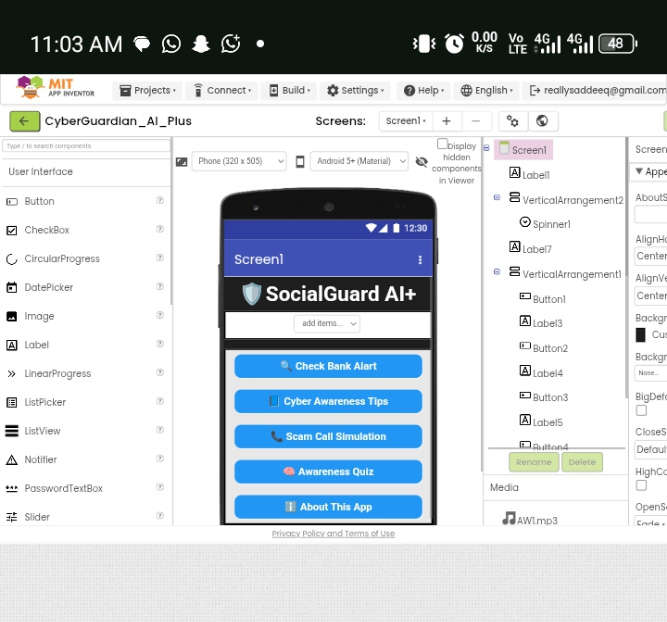 11:03 AM
0.00 K/S
Vo LTE
4G
4G
48
MIT
APP INVENTOR
Projects
Connect
Build
Settings
Help
English
reallysaddeeq@gmail.com
CyberGuardian_AI_Plus
Screens:
Screen1
+
−
Type / to search components
User Interface
Button
?
CheckBox
?
CircularProgress
?
DatePicker
?
Image
?
Label
?
LinearProgress
?
ListPicker
?
ListView
?
Notifier
?
PasswordTextBox
?
Slider
?
Phone (320 x 505)
Android 5+ (Material)
Display
hidden
components
in Viewer
12:30
Screen1
SocialGuard AI+
add items...
Check Bank Alart
Cyber Awareness Tips
Scam Call Simulation
Awareness Quiz
About This App
Screen1
Label1
VerticalArrangement2
Spinner1
Label7
VerticalArrangement1
Button1
Label3
Button2
Label4
Button3
Label5
Button4
Rename
Delete
Media
AW1.mp3
Screen
Appe
AboutS
AlignHo
Center
AlignVe
Center
Backgr
Cus
Backgr
None...
BigDefa
CloseS
Defaul
HighCo
OpenSc
Fade
Privacy Policy and Terms of Use